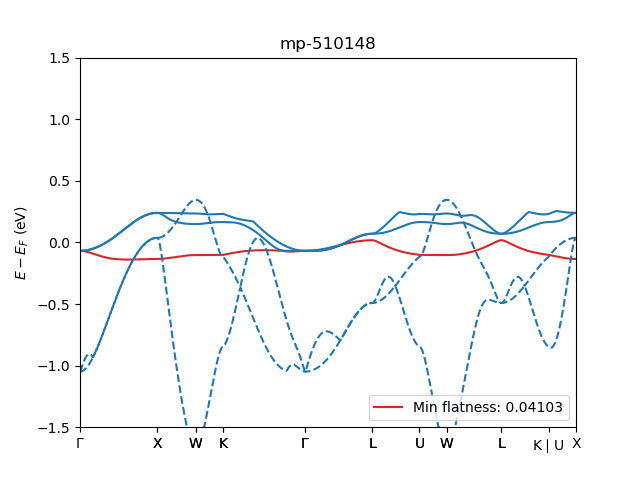 mp-510148
E − E_F (eV)
1.5
1.0
0.5
0.0
−0.5
−1.0
−1.5
Min flatness: 0.04103
Γ X W K Γ L U W L K | U X